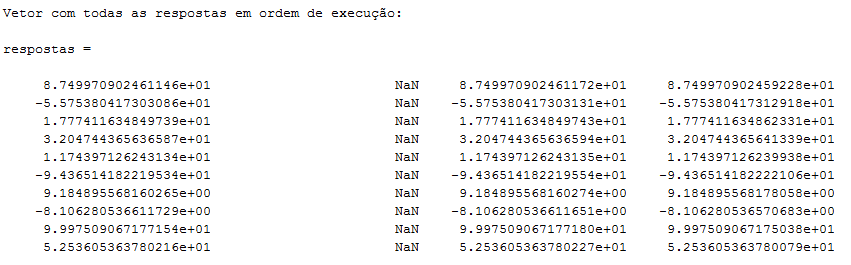 Vetor com todas as respostas em ordem de execução:
respostas =
8.749970902461146e+01 NaN 8.749970902461172e+01 8.749970902459228e+01
-5.575380417303086e+01 NaN -5.575380417303131e+01 -5.575380417312918e+01
1.777411634849739e+01 NaN 1.777411634849743e+01 1.777411634862331e+01
3.204744365636587e+01 NaN 3.204744365636594e+01 3.204744365641339e+01
1.174397126243134e+01 NaN 1.174397126243135e+01 1.174397126239938e+01
-9.436514182219534e+01 NaN -9.436514182219554e+01 -9.436514182222106e+01
9.184895568160265e+00 NaN 9.184895568160274e+00 9.184895568178058e+00
-8.106280536611729e+00 NaN -8.106280536611651e+00 -8.106280536570683e+00
9.997509067177154e+01 NaN 9.997509067177180e+01 9.997509067175038e+01
5.253605363780216e+01 NaN 5.253605363780227e+01 5.253605363780079e+01